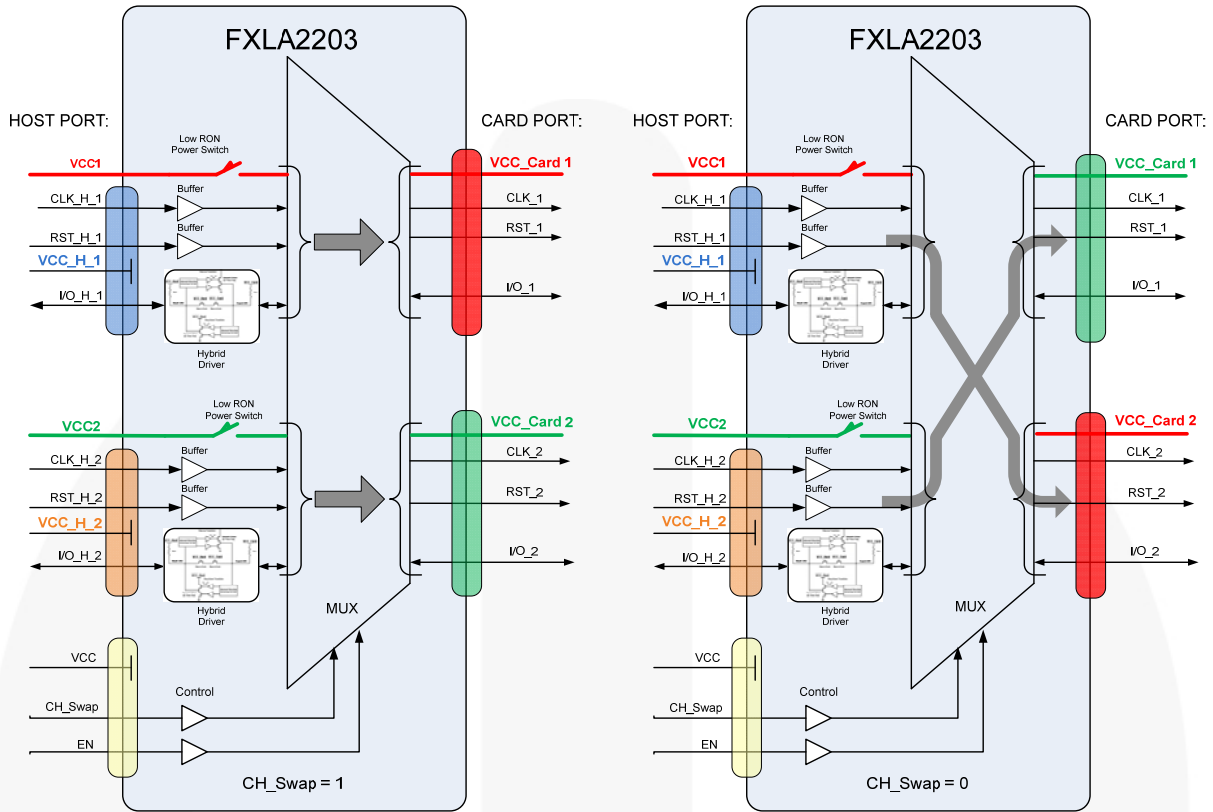 FXLA2203
HOST PORT:
CARD PORT:
Low RON
Power Switch
VCC1
VCC_Card 1
CLK_H_1
Buffer
CLK_1
RST_H_1
Buffer
RST_1
VCC_H_1
I/O_H_1
I/O_1
Hybrid
Driver
Low RON
Power Switch
VCC2
VCC_Card 2
CLK_H_2
Buffer
CLK_2
RST_H_2
Buffer
RST_2
VCC_H_2
I/O_H_2
I/O_2
Hybrid
Driver
MUX
VCC
Control
CH_Swap
EN
CH_Swap = 1
FXLA2203
HOST PORT:
CARD PORT:
Low RON
Power Switch
VCC1
VCC_Card 1
CLK_H_1
Buffer
CLK_1
RST_H_1
Buffer
RST_1
VCC_H_1
I/O_H_1
I/O_1
Hybrid
Driver
Low RON
Power Switch
VCC2
VCC_Card 2
CLK_H_2
Buffer
CLK_2
RST_H_2
Buffer
RST_2
VCC_H_2
I/O_H_2
I/O_2
Hybrid
Driver
MUX
VCC
Control
CH_Swap
EN
CH_Swap = 0